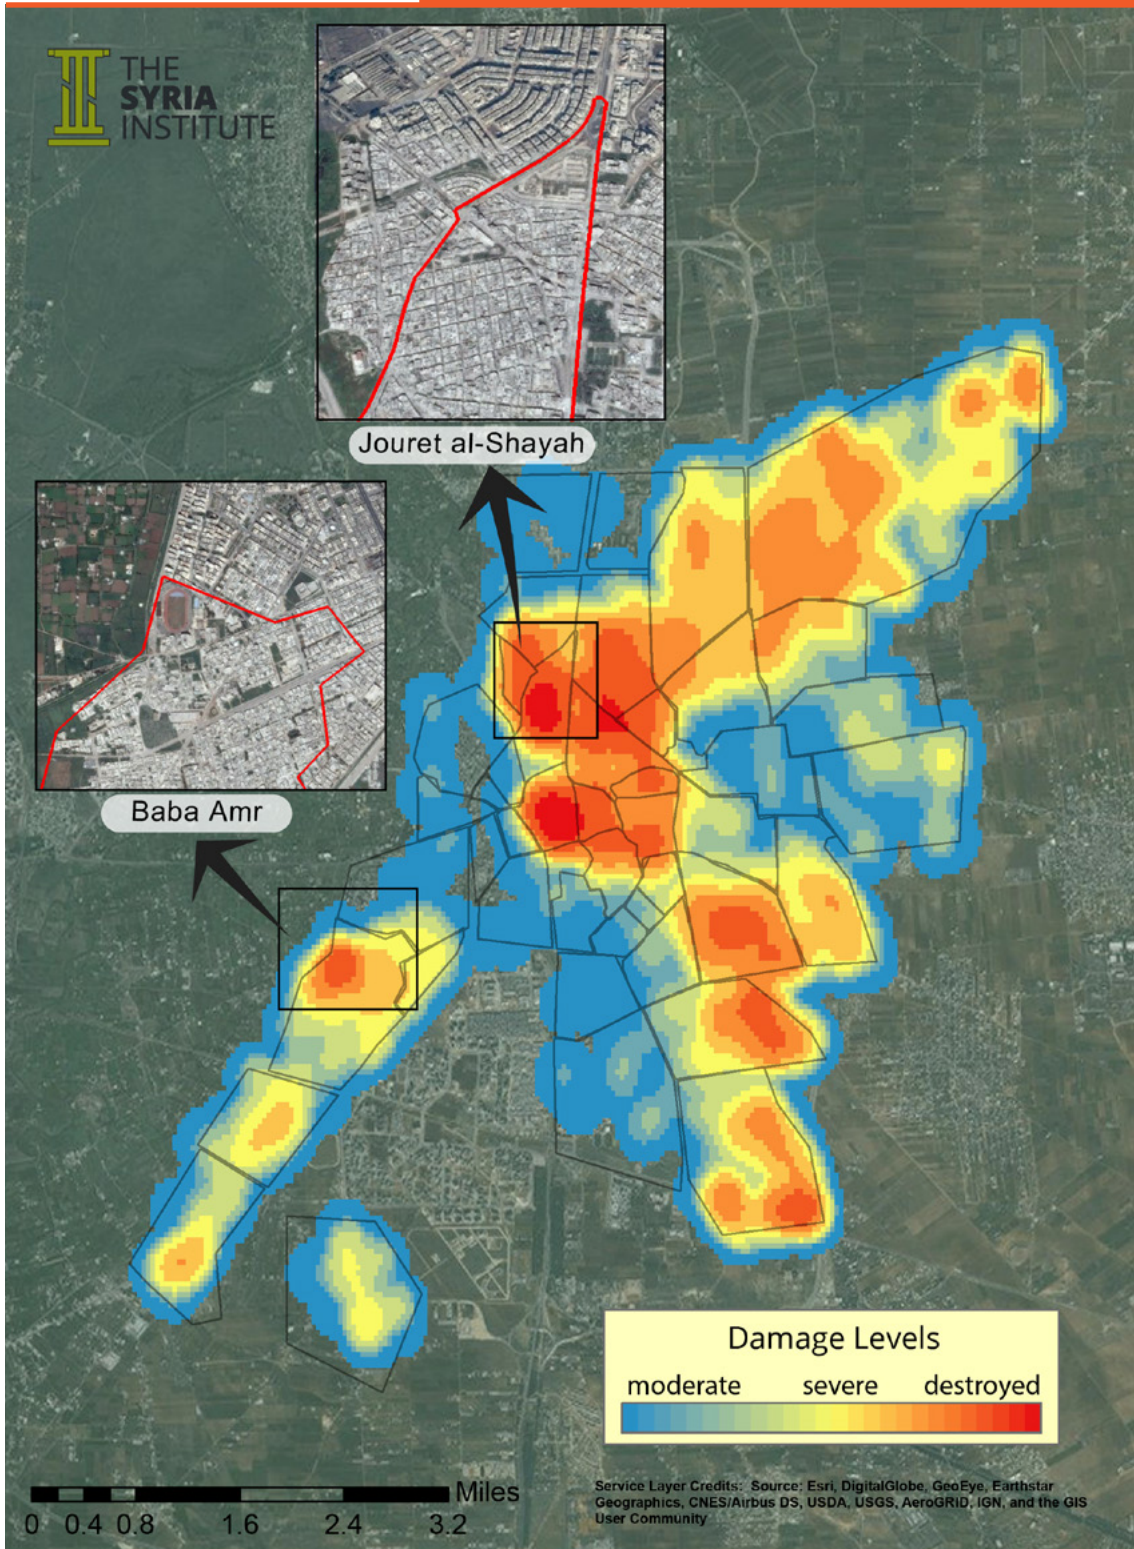 THE
SYRIA
INSTITUTE
Jouret al-Shayah
Baba Amr
Damage Levels
moderate severe destroyed
Miles
0 0.4 0.8 1.6 2.4 3.2
Service Layer Credits: Source: Esri, DigitalGlobe, GeoEye, Earthstar
Geographics, CNES/Airbus DS, USDA, USGS, AeroGRID, IGN, and the GIS
User Community